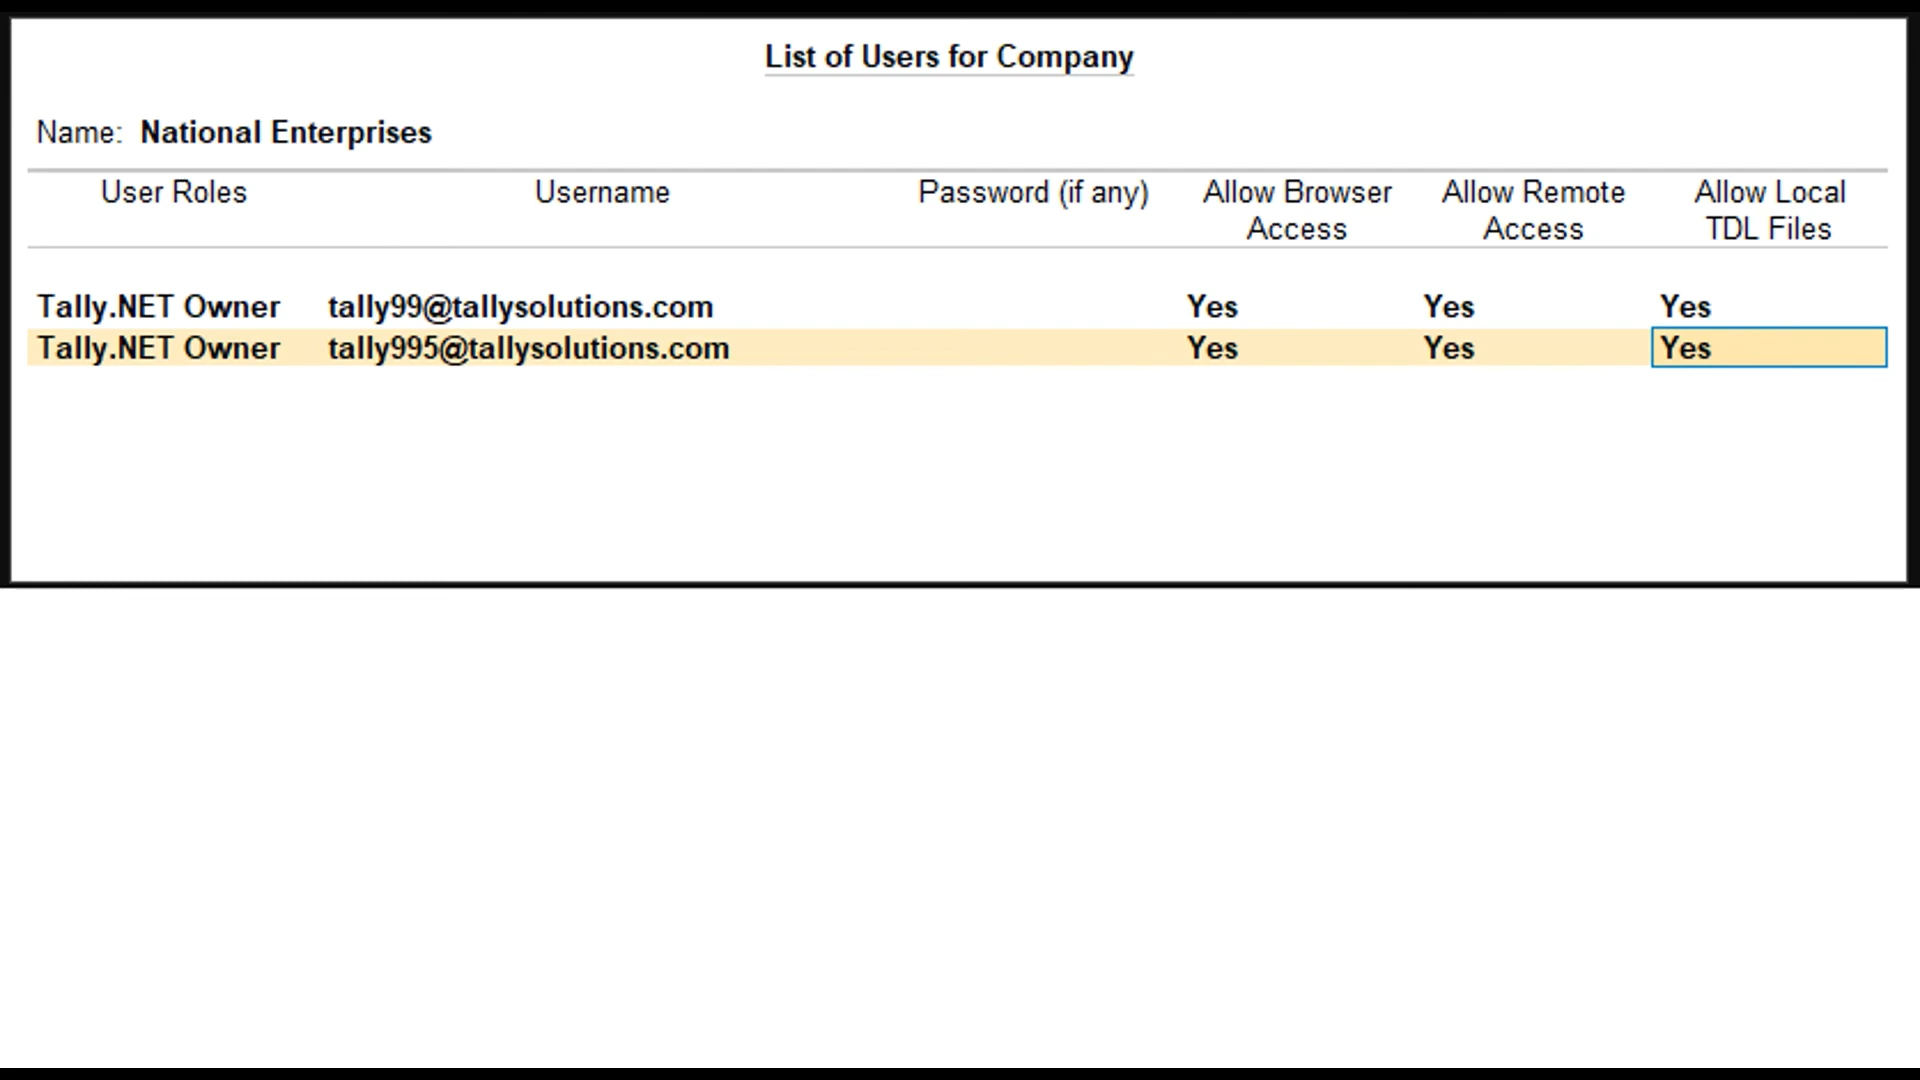 List of Users for Company
Name: National Enterprises
User Roles Username Password (if any) Allow Browser Access Allow Remote Access Allow Local TDL Files
Tally.NET Owner tally99@tallysolutions.com Yes Yes Yes
Tally.NET Owner tally995@tallysolutions.com Yes Yes Yes